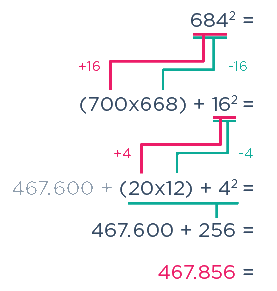 684² =
+16 -16
(700x668) + 16² =
+4 -4
467.600 + (20x12) + 4² =
467.600 + 256 =
467.856 =